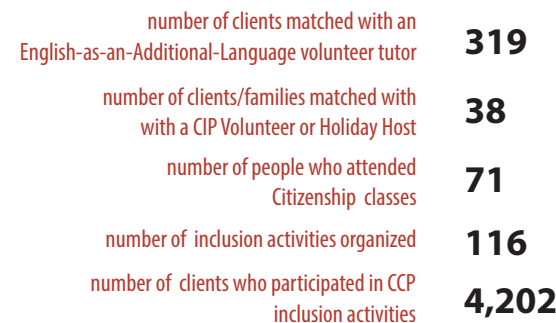 number of clients matched with an
English-as-an-Additional-Language volunteer tutor 319
number of clients/families matched with
with a CIP Volunteer or Holiday Host 38
number of people who attended
Citizenship classes 71
number of inclusion activities organized 116
number of clients who participated in CCP
inclusion activities 4,202